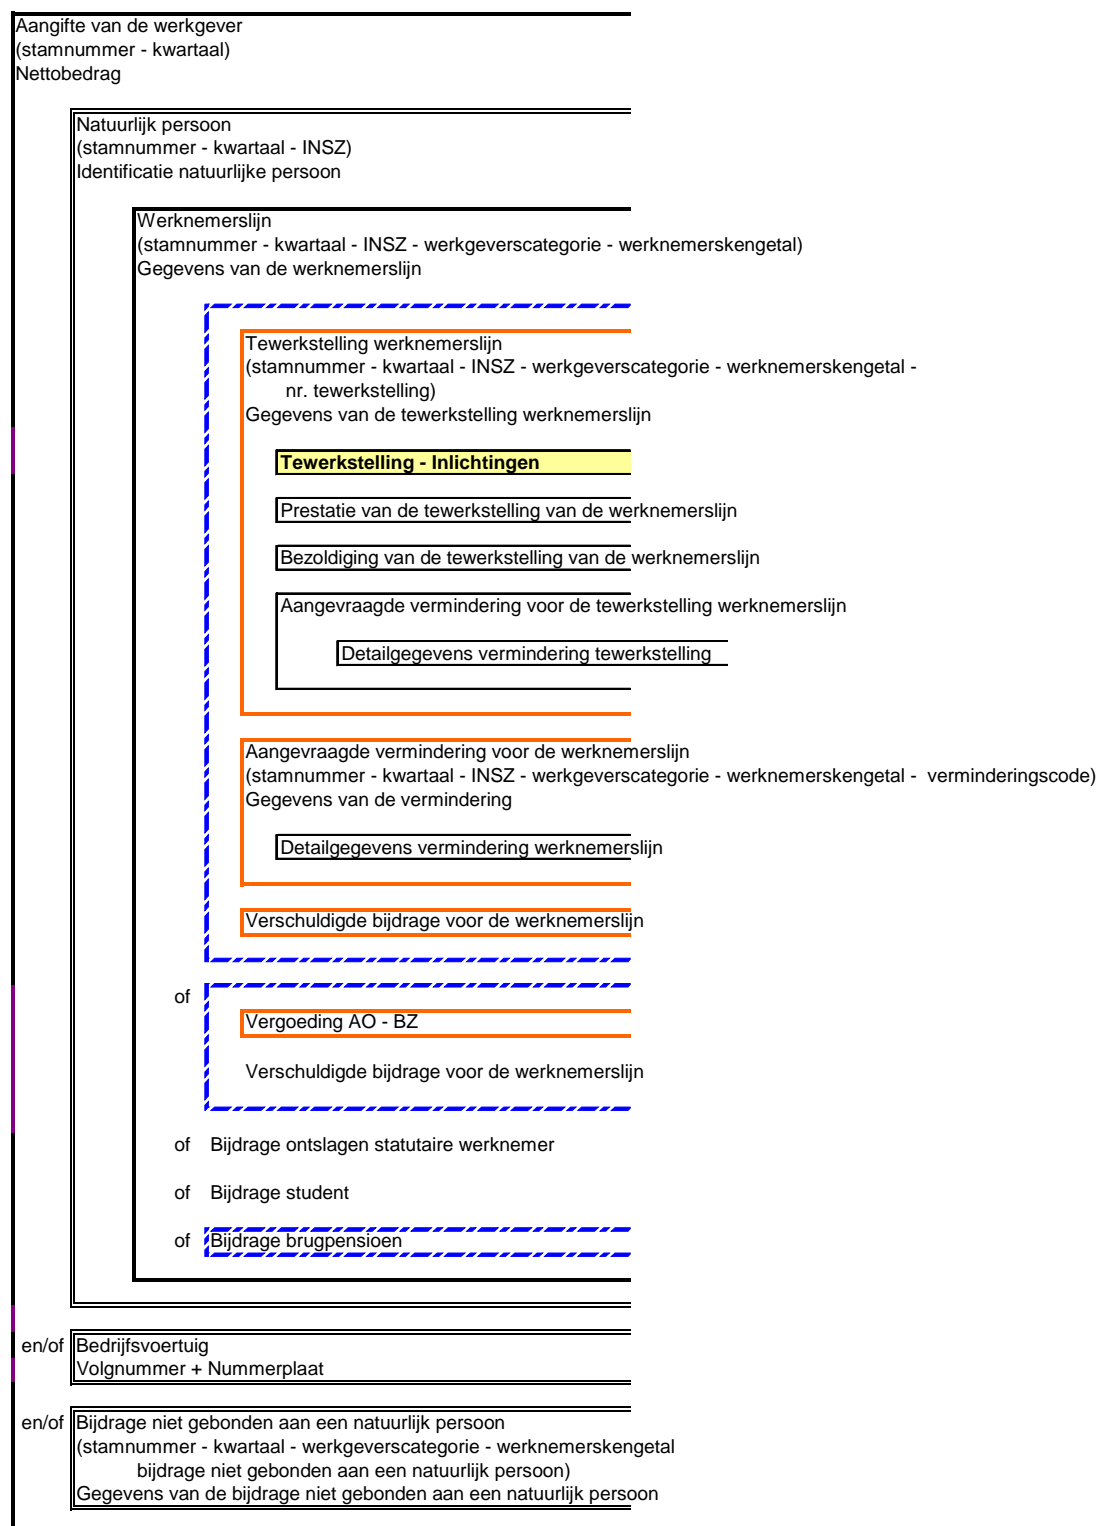 Aangifte van de werkgever
(stamnummer - kwartaal)
Nettobedrag
Natuurlijk persoon
(stamnummer - kwartaal - INSZ)
Identificatie natuurlijke persoon
Werknemerslijn
(stamnummer - kwartaal - INSZ - werkgeverscategorie - werknemerskengetal)
Gegevens van de werknemerslijn
Tewerkstelling werknemerslijn
(stamnummer - kwartaal - INSZ - werkgeverscategorie - werknemerskengetal -
nr. tewerkstelling)
Gegevens van de tewerkstelling werknemerslijn
Tewerkstelling - Inlichtingen
Prestatie van de tewerkstelling van de werknemerslijn
Bezoldiging van de tewerkstelling van de werknemerslijn
Aangevraagde vermindering voor de tewerkstelling werknemerslijn
Detailgegevens vermindering tewerkstelling
Aangevraagde vermindering voor de werknemerslijn
(stamnummer - kwartaal - INSZ - werkgeverscategorie - werknemerskengetal - verminderingscode)
Gegevens van de vermindering
Detailgegevens vermindering werknemerslijn
Verschuldigde bijdrage voor de werknemerslijn
of
Vergoeding AO - BZ
Verschuldigde bijdrage voor de werknemerslijn
of Bijdrage ontslagen statutaire werknemer
of Bijdrage student
of Bijdrage brugpensioen
en/of Bedrijfsvoertuig
Volgnummer + Nummerplaat
en/of Bijdrage niet gebonden aan een natuurlijk persoon
(stamnummer - kwartaal - werkgeverscategorie - werknemerskengetal
bijdrage niet gebonden aan een natuurlijk persoon)
Gegevens van de bijdrage niet gebonden aan een natuurlijk persoon